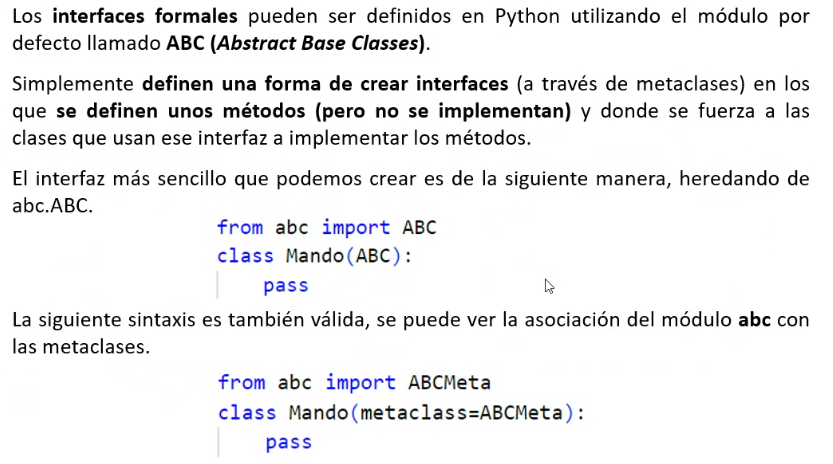 Los interfaces formales pueden ser definidos en Python utilizando el módulo por
defecto llamado ABC (Abstract Base Classes).
Simplemente definen una forma de crear interfaces (a través de metaclases) en los
que se definen unos métodos (pero no se implementan) y donde se fuerza a las
clases que usan ese interfaz a implementar los métodos.
El interfaz más sencillo que podemos crear es de la siguiente manera, heredando de
abc.ABC.
from abc import ABC
class Mando(ABC):
    pass
La siguiente sintaxis es también válida, se puede ver la asociación del módulo abc con
las metaclases.
from abc import ABCMeta
class Mando(metaclass=ABCMeta):
    pass